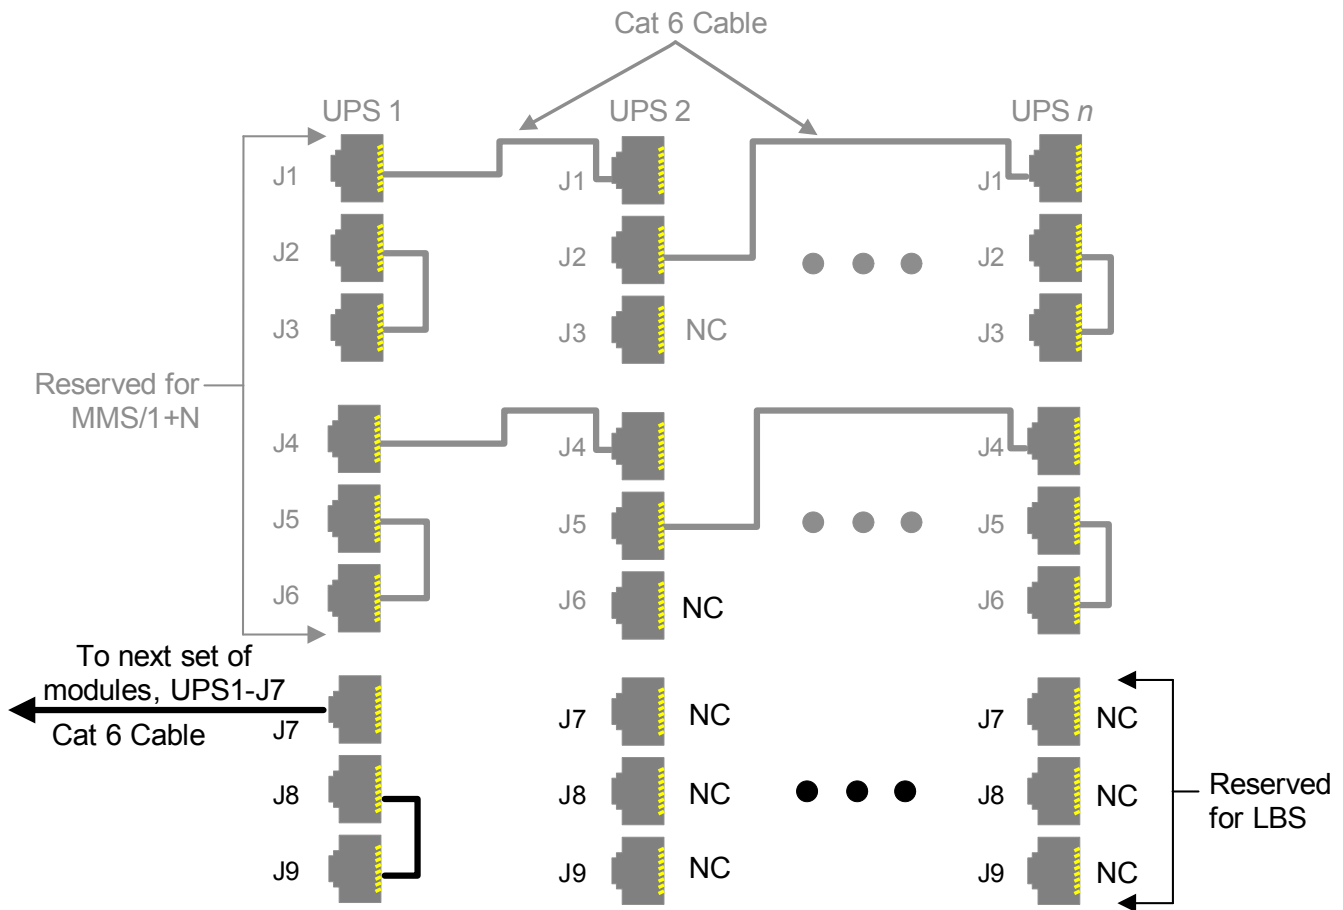 Cat 6 Cable
UPS 1
UPS 2
UPS n
J1
J1
J1
J2
J2
J2
J3
J3
NC
J3
Reserved for
MMS/1+N
J4
J4
J4
J5
J5
J5
J6
J6
NC
J6
To next set of
modules, UPS1-J7
Cat 6 Cable
J7
J7
NC
J7
NC
J8
J8
NC
J8
NC
Reserved
for LBS
J9
J9
NC
J9
NC